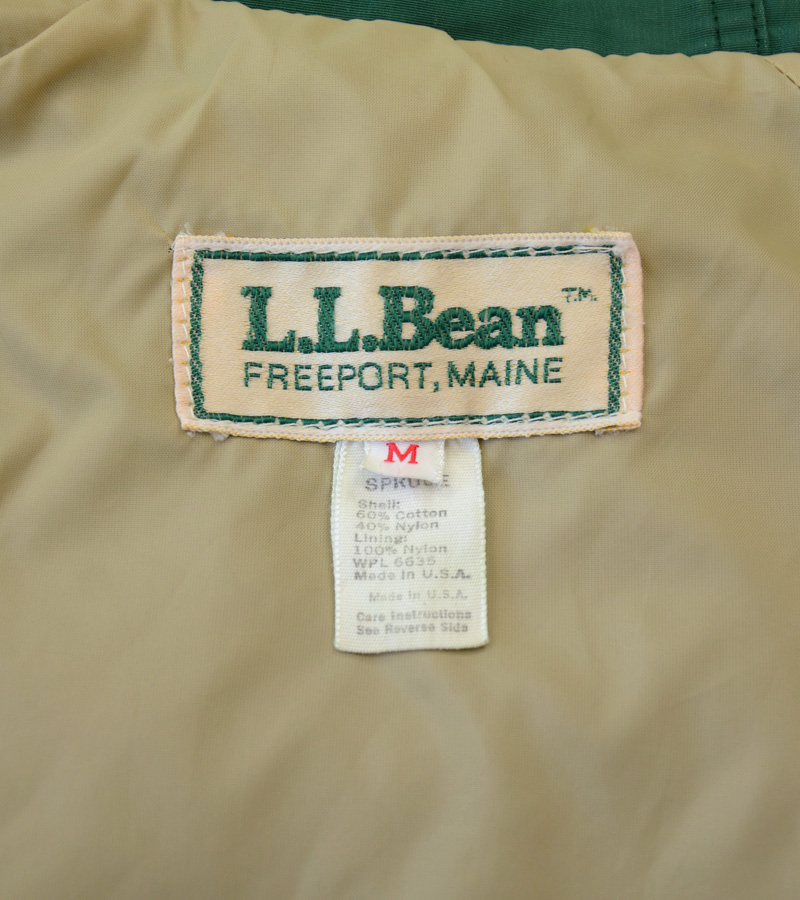 L.L.Bean T.M.
FREEPORT, MAINE
M
SPRUCE
Shell:
60% Cotton
40% Nylon
Lining:
100% Nylon
WPL 6635
Made in U.S.A.
Made in U.S.A.
Care Instructions
See Reverse Side